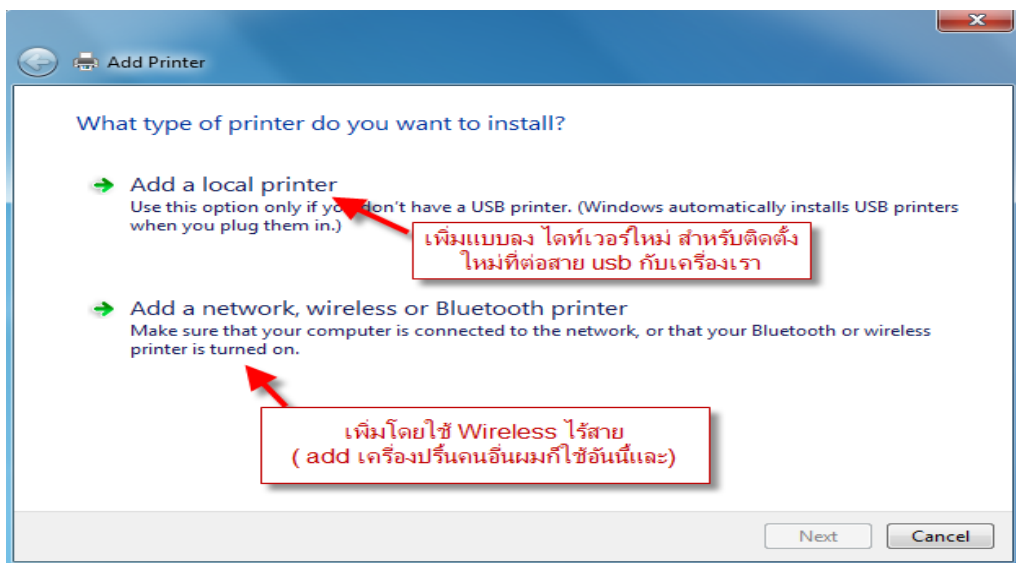 Add Printer
What type of printer do you want to install?
Add a local printer
Use this option only if you don't have a USB printer. (Windows automatically installs USB printers
when you plug them in.)
เพิ่มแบบลง ไดท์เวอร์ใหม่ สำหรับติดตั้ง
ใหม่ที่ต่อสาย usb กับเครื่องเรา
Add a network, wireless or Bluetooth printer
Make sure that your computer is connected to the network, or that your Bluetooth or wireless
printer is turned on.
เพิ่มโดยใช้ Wireless ไร้สาย
( add เครื่องปริ้นคนอื่นผมก็ใช้อันนี้และ)
Next
Cancel